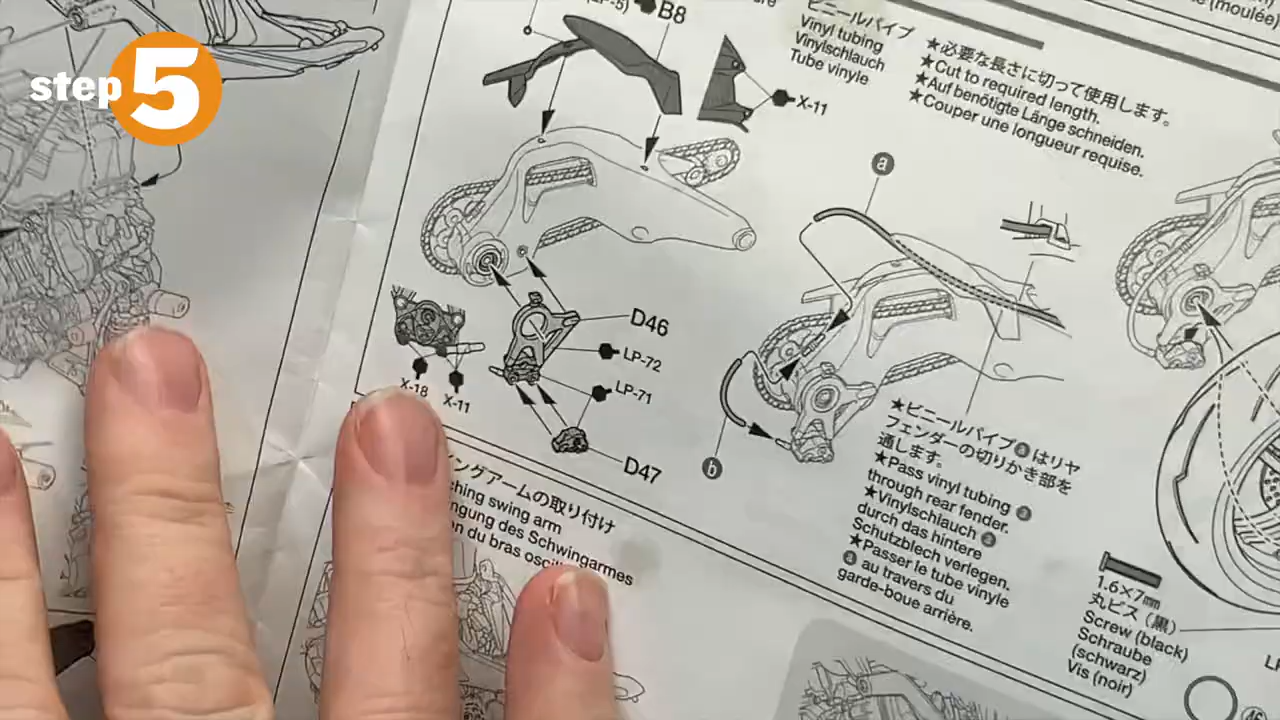 step 5
B8
ビニールパイプ
Vinyl tubing
Vinylschlauch
Tube vinyle
X-11
★必要な長さに切って使用します。
★Cut to required length.
★Auf benötigte Länge schneiden.
★Couper une longueur requise.
(moulée)
a
D46
LP-72
LP-71
X-18
X-11
D47
b
★ビニールパイプaはリヤ
フェンダーの切りかき部を
通します。
★Pass vinyl tubing a
through rear fender.
★Vinylschlauch a
durch das hintere
Schutzblech verlegen.
★Passer le tube vinyle
a au travers du
garde-boue arrière.
ングアームの取り付け
ching swing arm
ngung des Schwingarmes
n du bras
1.6×7mm
丸ビス（黒）
Screw (black)
Schraube
(schwarz)
Vis (noir)